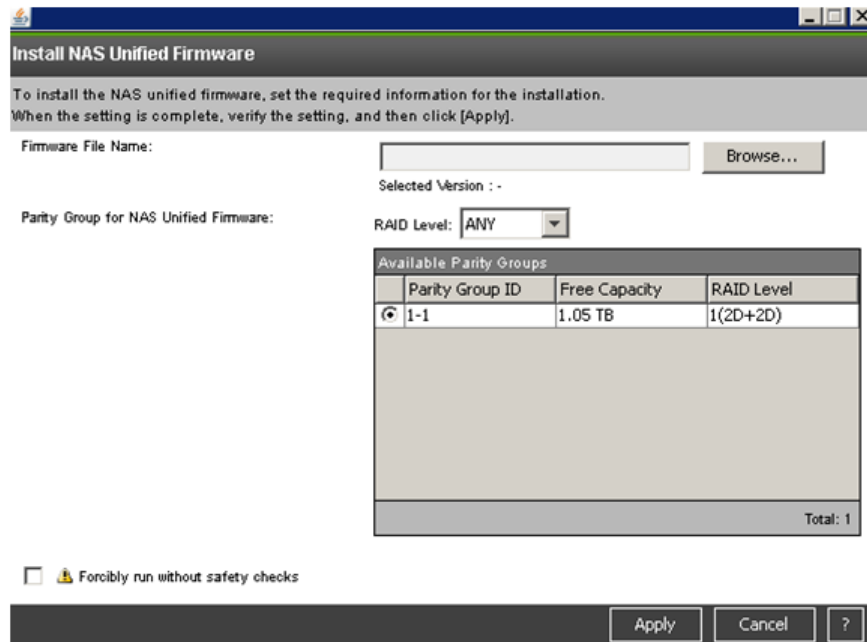 Install NAS Unified Firmware
To install the NAS unified firmware, set the required information for the installation.
When the setting is complete, verify the setting, and then click [Apply].
Firmware File Name:
Browse...
Selected Version : -
Parity Group for NAS Unified Firmware:
RAID Level: ANY
Available Parity Groups
Parity Group ID Free Capacity RAID Level
1-1 1.05 TB 1(2D+2D)
Total: 1
Forcibly run without safety checks
Apply Cancel ?